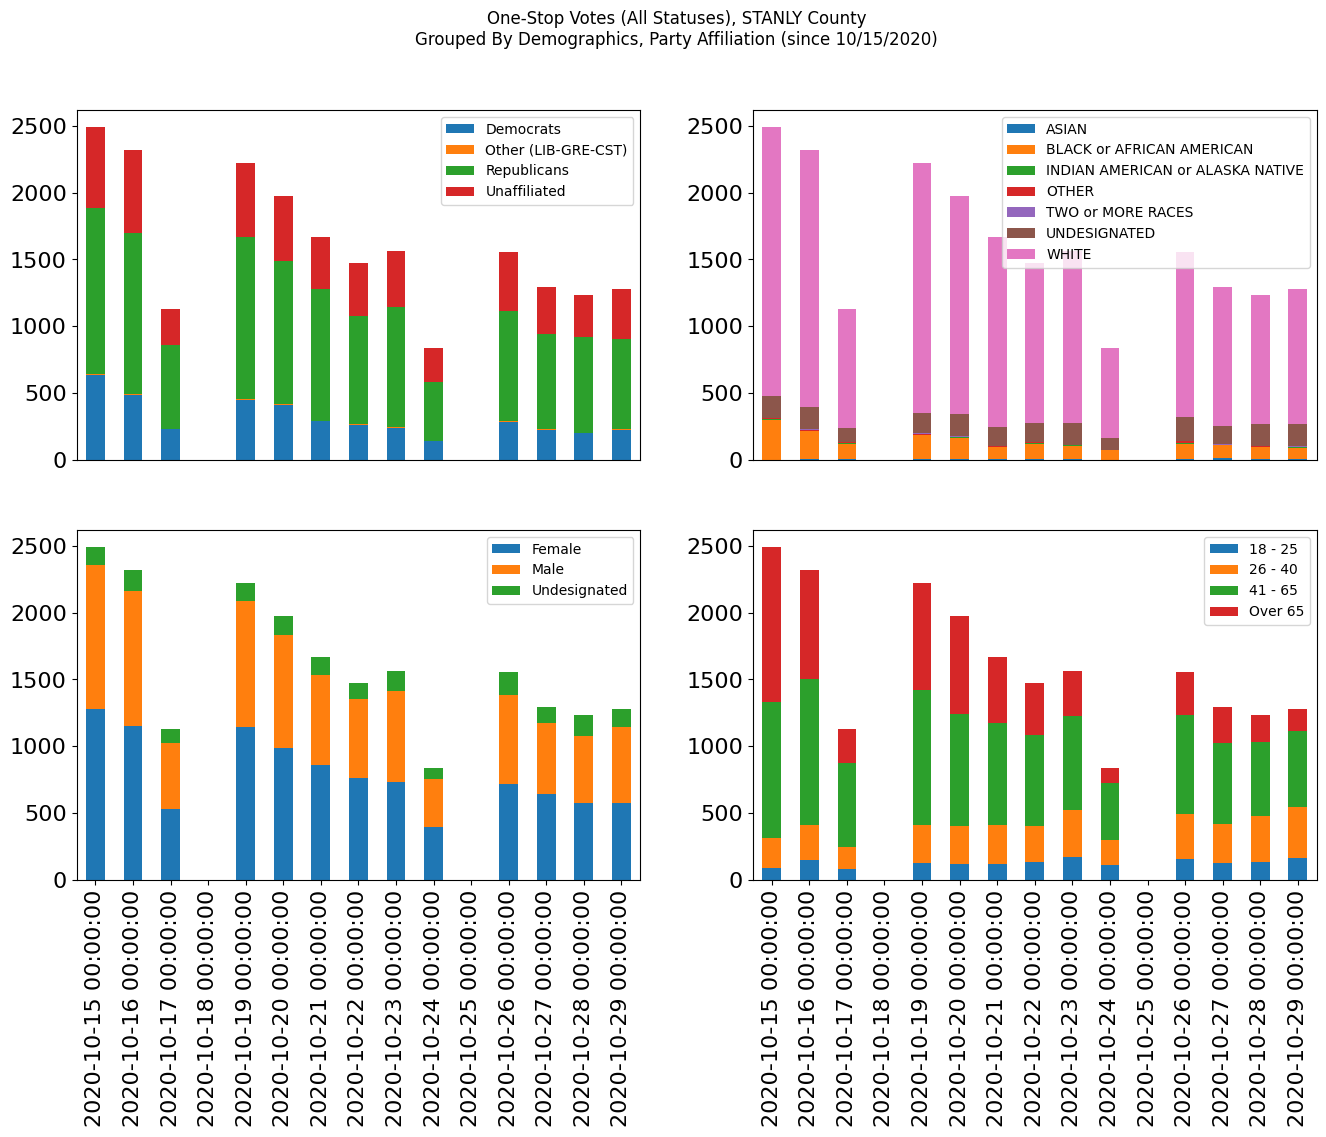 One-Stop Votes (All Statuses), STANLY County
Grouped By Demographics, Party Affiliation (since 10/15/2020)
2500
2000
1500
1000
500
0
Democrats
Other (LIB-GRE-CST)
Republicans
Unaffiliated
2500
2000
1500
1000
500
0
ASIAN
BLACK or AFRICAN AMERICAN
INDIAN AMERICAN or ALASKA NATIVE
OTHER
TWO or MORE RACES
UNDESIGNATED
WHITE
2500
2000
1500
1000
500
0
Female
Male
Undesignated
2020-10-15 00:00:00
2020-10-16 00:00:00
2020-10-17 00:00:00
2020-10-18 00:00:00
2020-10-19 00:00:00
2020-10-20 00:00:00
2020-10-21 00:00:00
2020-10-22 00:00:00
2020-10-23 00:00:00
2020-10-24 00:00:00
2020-10-25 00:00:00
2020-10-26 00:00:00
2020-10-27 00:00:00
2020-10-28 00:00:00
2020-10-29 00:00:00
2500
2000
1500
1000
500
0
18 - 25
26 - 40
41 - 65
Over 65
2020-10-15 00:00:00
2020-10-16 00:00:00
2020-10-17 00:00:00
2020-10-18 00:00:00
2020-10-19 00:00:00
2020-10-20 00:00:00
2020-10-21 00:00:00
2020-10-22 00:00:00
2020-10-23 00:00:00
2020-10-24 00:00:00
2020-10-25 00:00:00
2020-10-26 00:00:00
2020-10-27 00:00:00
2020-10-28 00:00:00
2020-10-29 00:00:00